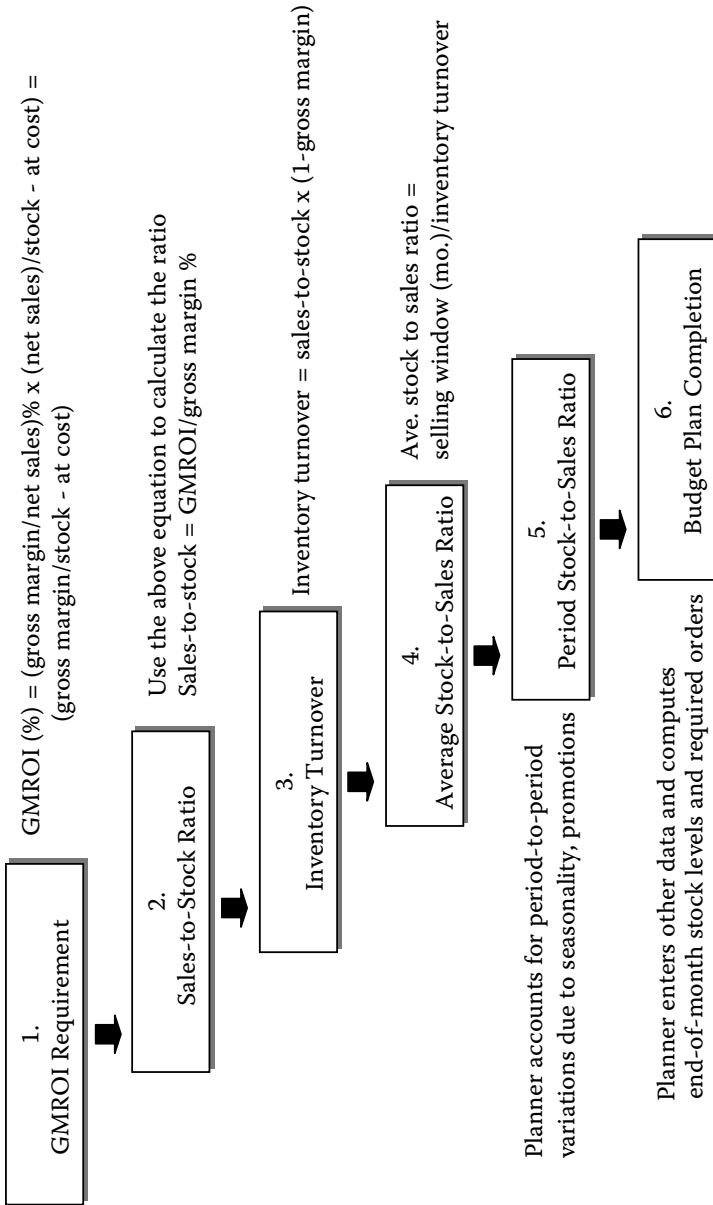 1.
GMROI Requirement
GMROI (%) = (gross margin/net sales)% x (net sales)/stock - at cost) =
(gross margin/stock - at cost)
2.
Sales-to-Stock Ratio
Use the above equation to calculate the ratio
Sales-to-stock = GMROI/gross margin %
3.
Inventory Turnover
Inventory turnover = sales-to-stock x (1-gross margin)
4.
Average Stock-to-Sales Ratio
Ave. stock to sales ratio =
selling window (mo.)/inventory turnover
5.
Period Stock-to-Sales Ratio
Planner accounts for period-to-period
variations due to seasonality, promotions
6.
Budget Plan Completion
Planner enters other data and computes
end-of-month stock levels and required orders